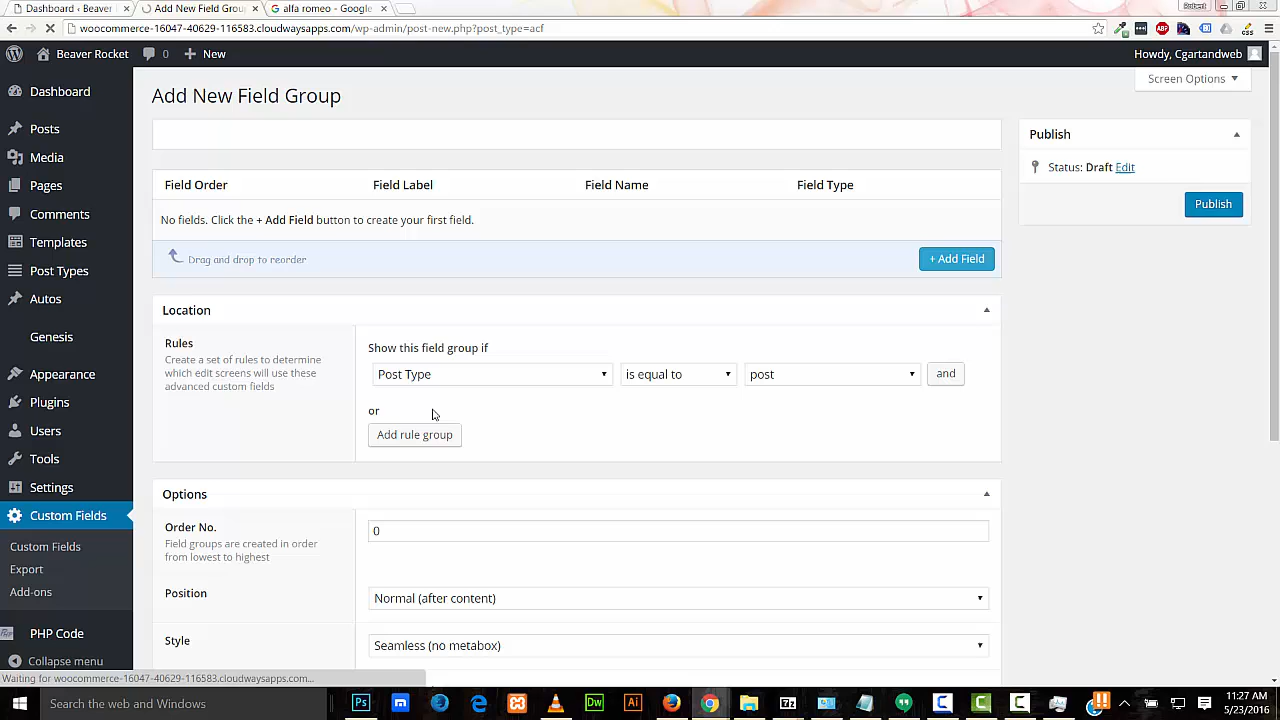 Dashboard ‹ Beaver
Add New Field Grou
alfa romeo - Google
Robert
woocommerce-16047-40629-116583.cloudwaysapps.com/wp-admin/post-new.php?post_type=acf
Beaver Rocket
0
New
Howdy, Cgartandweb
Screen Options
Dashboard
Posts
Media
Pages
Comments
Templates
Post Types
Autos
Genesis
Appearance
Plugins
Users
Tools
Settings
Custom Fields
Custom Fields
Export
Add-ons
PHP Code
Collapse menu
Add New Field Group
Field Order Field Label Field Name Field Type
No fields. Click the + Add Field button to create your first field.
Drag and drop to reorder
+ Add Field
Location
Rules
Create a set of rules to determine
which edit screens will use these
advanced custom fields
Show this field group if
Post Type
is equal to
post
and
or
Add rule group
Options
Order No.
Field groups are created in order
from lowest to highest
0
Position
Normal (after content)
Style
Seamless (no metabox)
Publish
Status: Draft Edit
Publish
Waiting for woocommerce-16047-40629-116583.cloudwaysapps.com...
Search the web and Windows
Ps
Dw
Ai
11:27 AM
5/23/2016